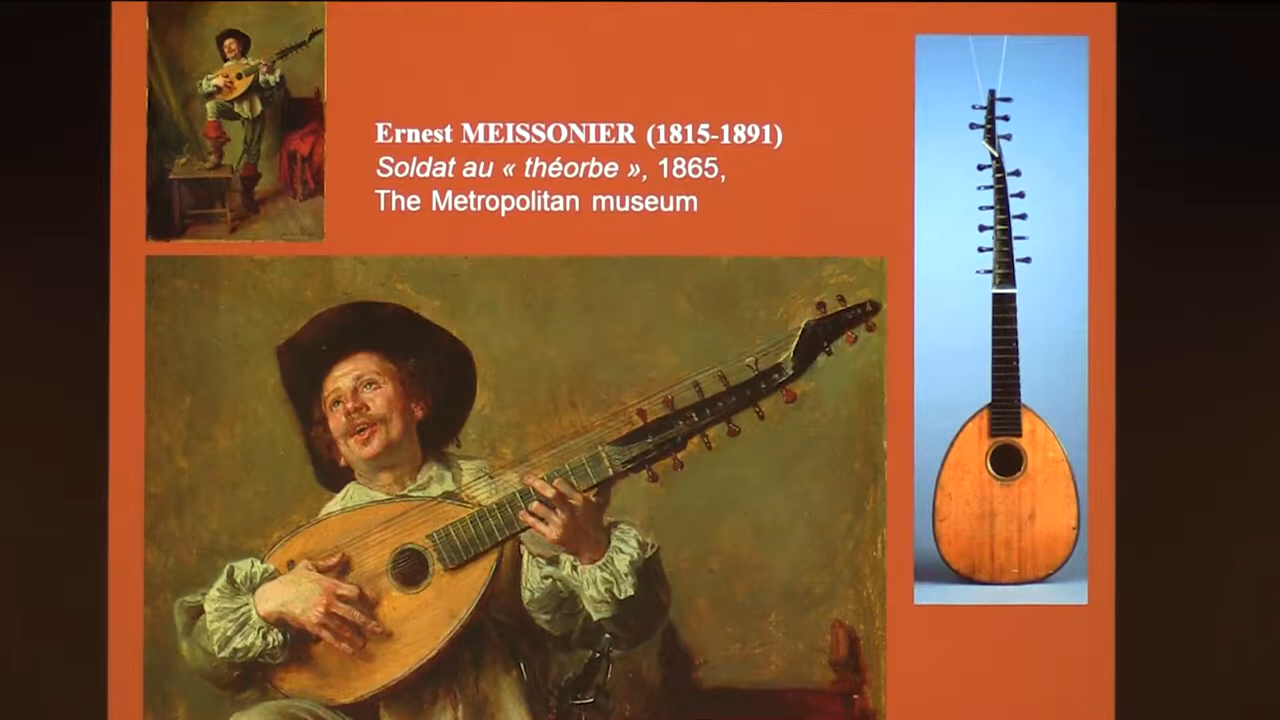 Ernest MEISSONIER (1815-1891)
Soldat au « théorbe », 1865,
The Metropolitan museum